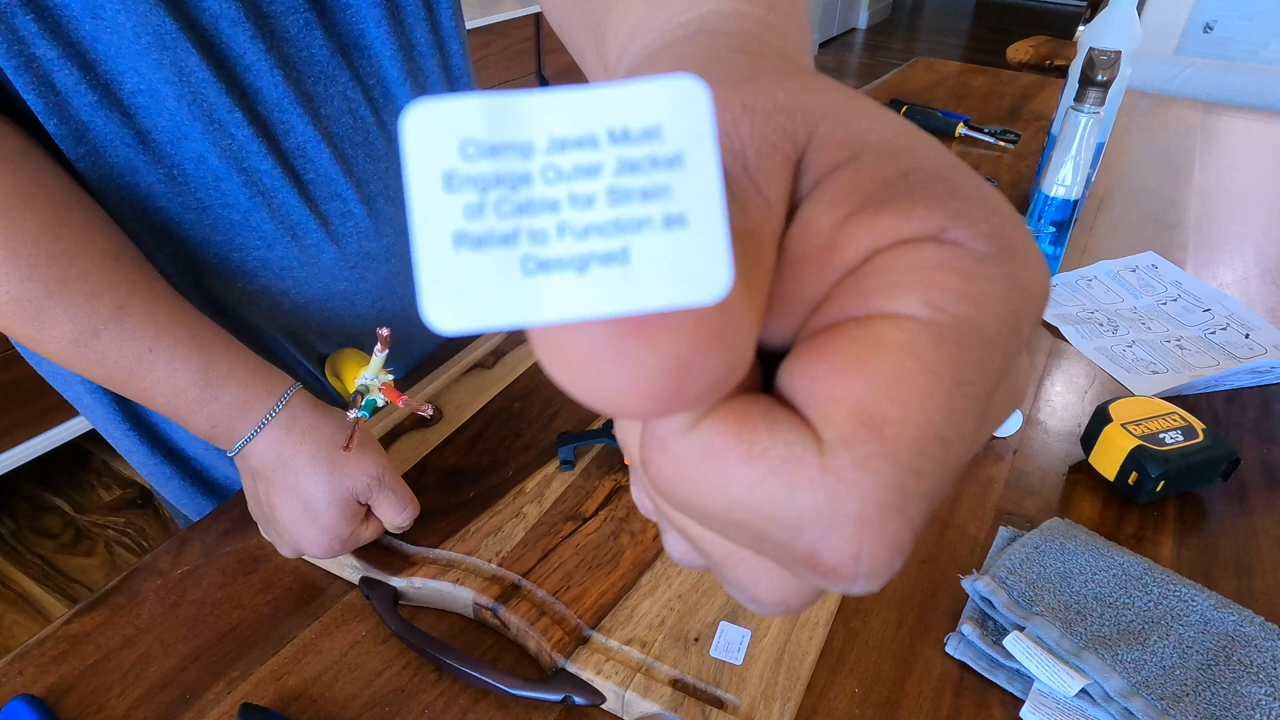 Clamp Jaws Must
Engage Outer Jacket
of Cable for Strain
Relief to Function as
Designed
DEWALT
25'